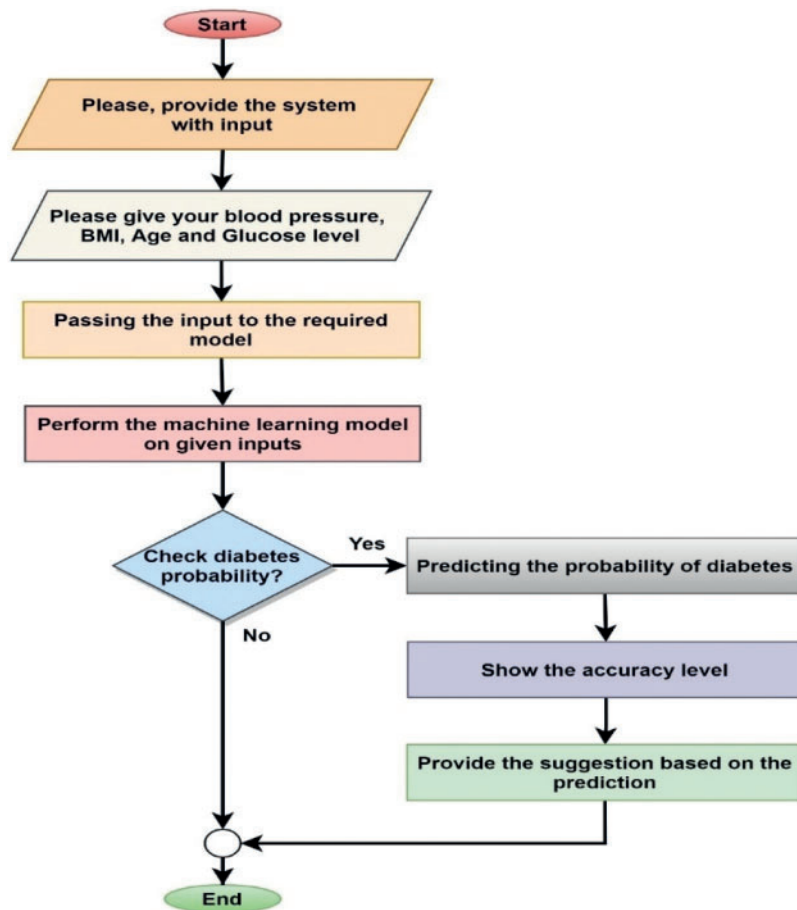 Start
Please, provide the system
with input
Please give your blood pressure,
BMI, Age and Glucose level
Passing the input to the required
model
Perform the machine learning model
on given inputs
Check diabetes
probability?
Yes
Predicting the probability of diabetes
No
Show the accuracy level
Provide the suggestion based on the
prediction
End